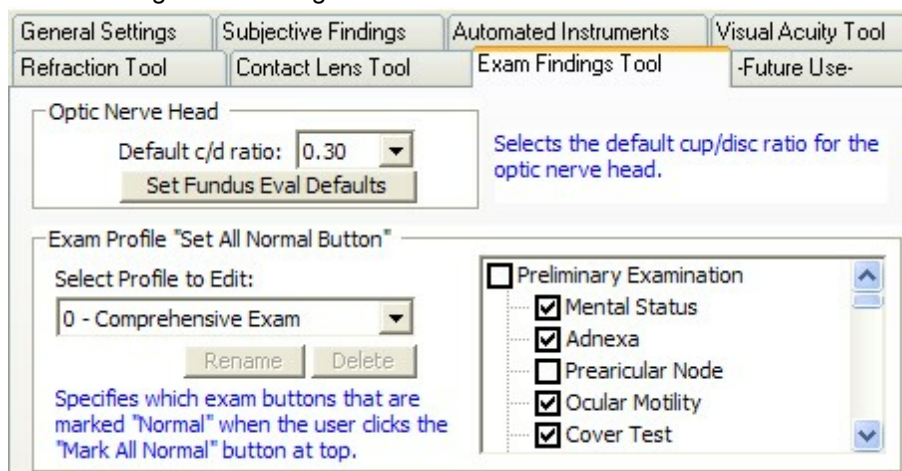 General Settings
Subjective Findings
Automated Instruments
Visual Acuity Tool
Refraction Tool
Contact Lens Tool
Exam Findings Tool
-Future Use-
Optic Nerve Head
Default c/d ratio: 0.30
Set Fundus Eval Defaults
Selects the default cup/disc ratio for the
optic nerve head.
Exam Profile "Set All Normal Button"
Select Profile to Edit:
0 - Comprehensive Exam
Rename
Delete
Specifies which exam buttons that are
marked "Normal" when the user clicks the
"Mark All Normal" button at top.
Preliminary Examination
Mental Status
Adnexa
Prearicular Node
Ocular Motility
Cover Test